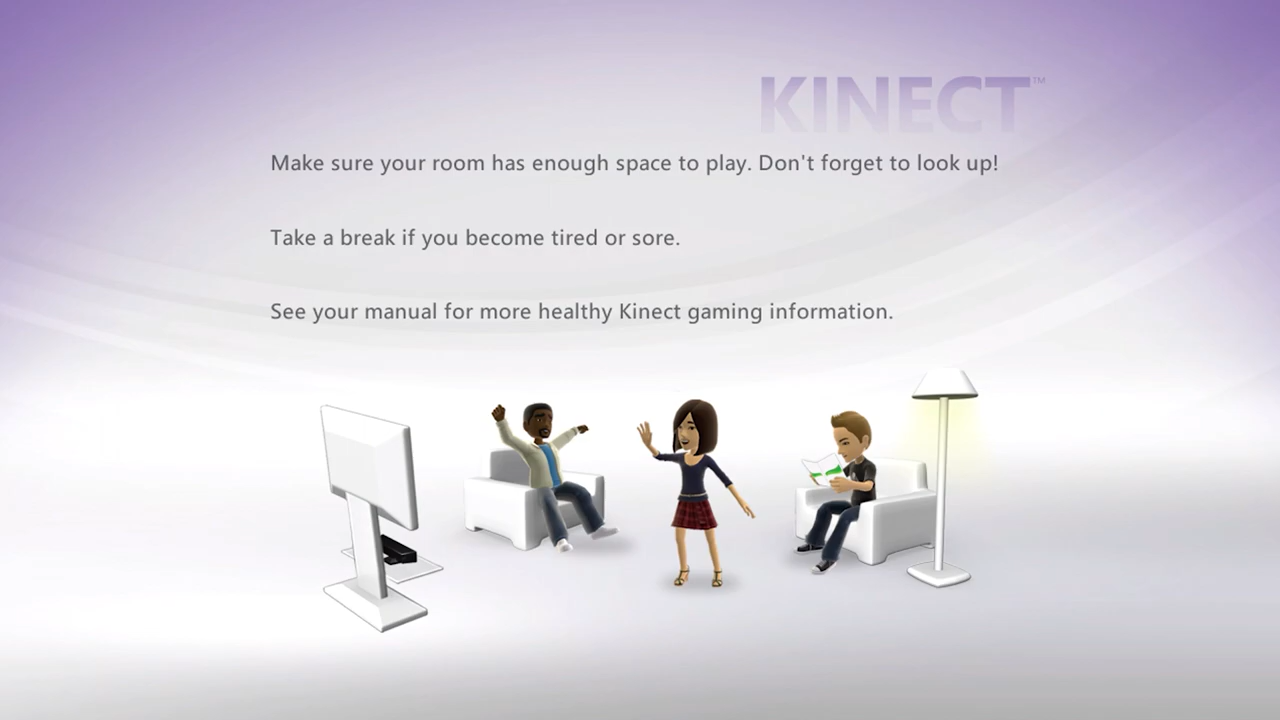 KINECT™
Make sure your room has enough space to play. Don't forget to look up!
Take a break if you become tired or sore.
See your manual for more healthy Kinect gaming information.